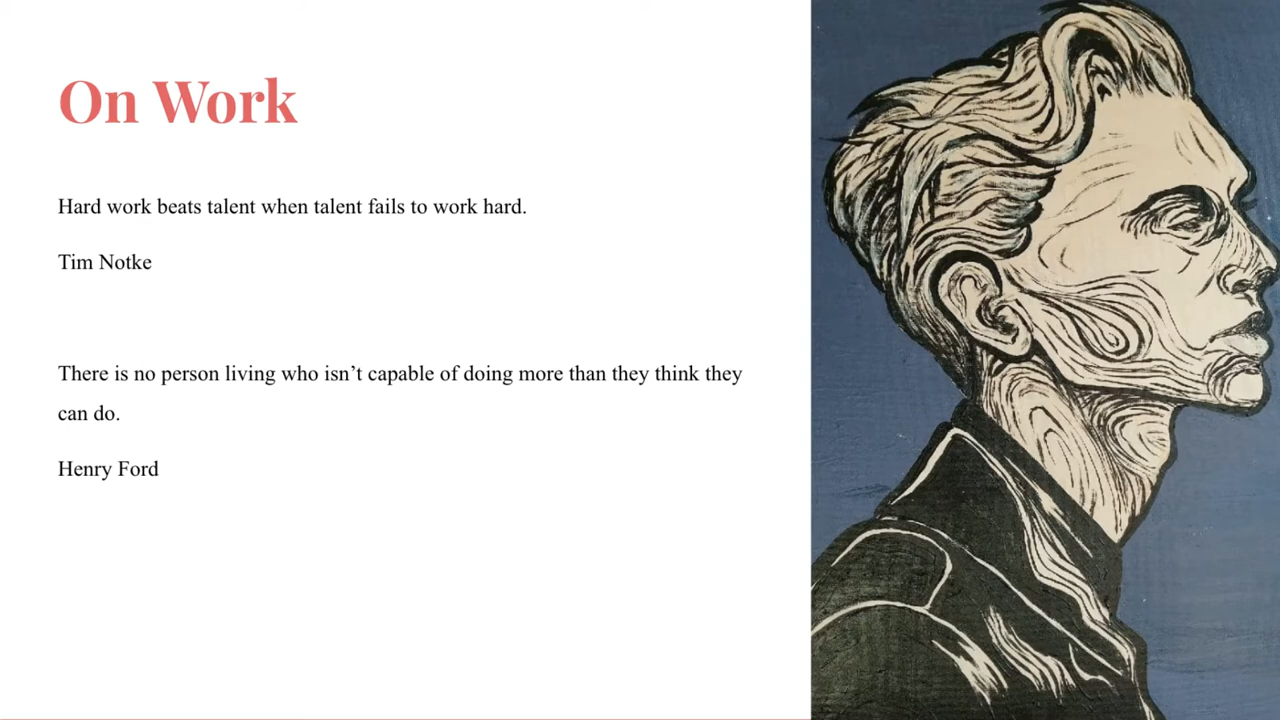 On Work
Hard work beats talent when talent fails to work hard.
Tim Notke
There is no person living who isn’t capable of doing more than they think they
can do.
Henry Ford